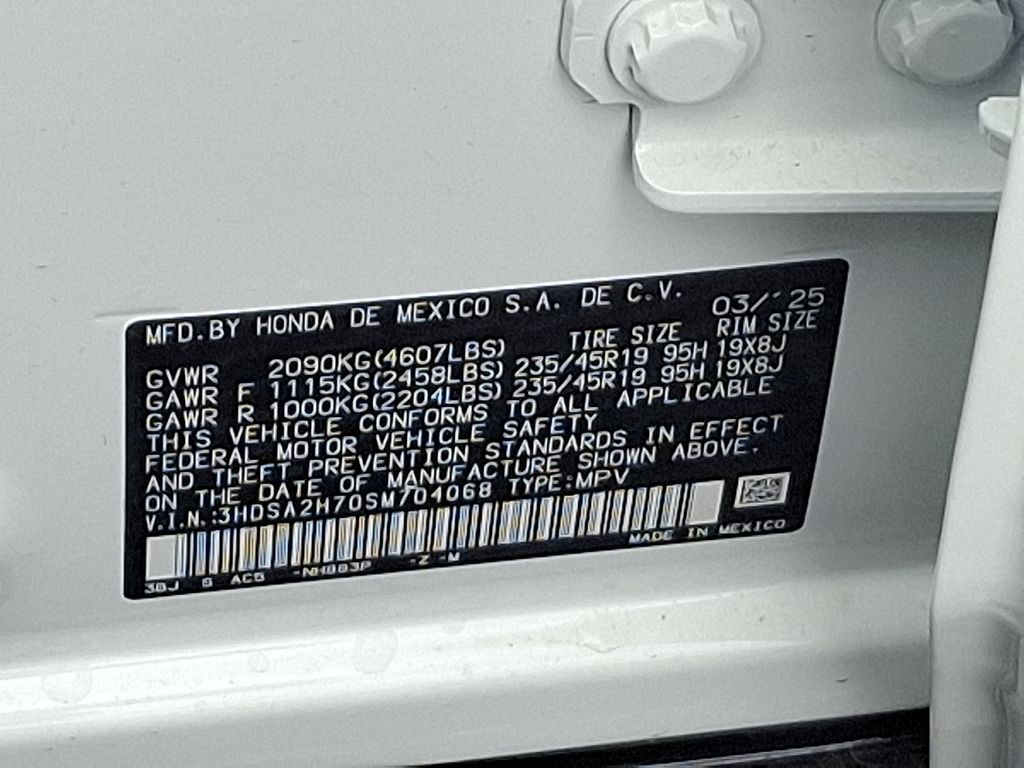 MFD.BY HONDA DE MEXICO S.A. DE C.V. 03/'25
TIRE SIZE RIM SIZE
GVWR 2090KG(4607LBS)
GAWR F 1115KG(2458LBS) 235/45R19 95H 19X8J
GAWR R 1000KG(2204LBS) 235/45R19 95H 19X8J
THIS VEHICLE CONFORMS TO ALL APPLICABLE
FEDERAL MOTOR VEHICLE SAFETY
AND THEFT PREVENTION STANDARDS IN EFFECT
ON THE DATE OF MANUFACTURE SHOWN ABOVE.
V.I.N.:3HDSA2H70SM704068 TYPE:MPV
MADE IN MEXICO
-Z -M